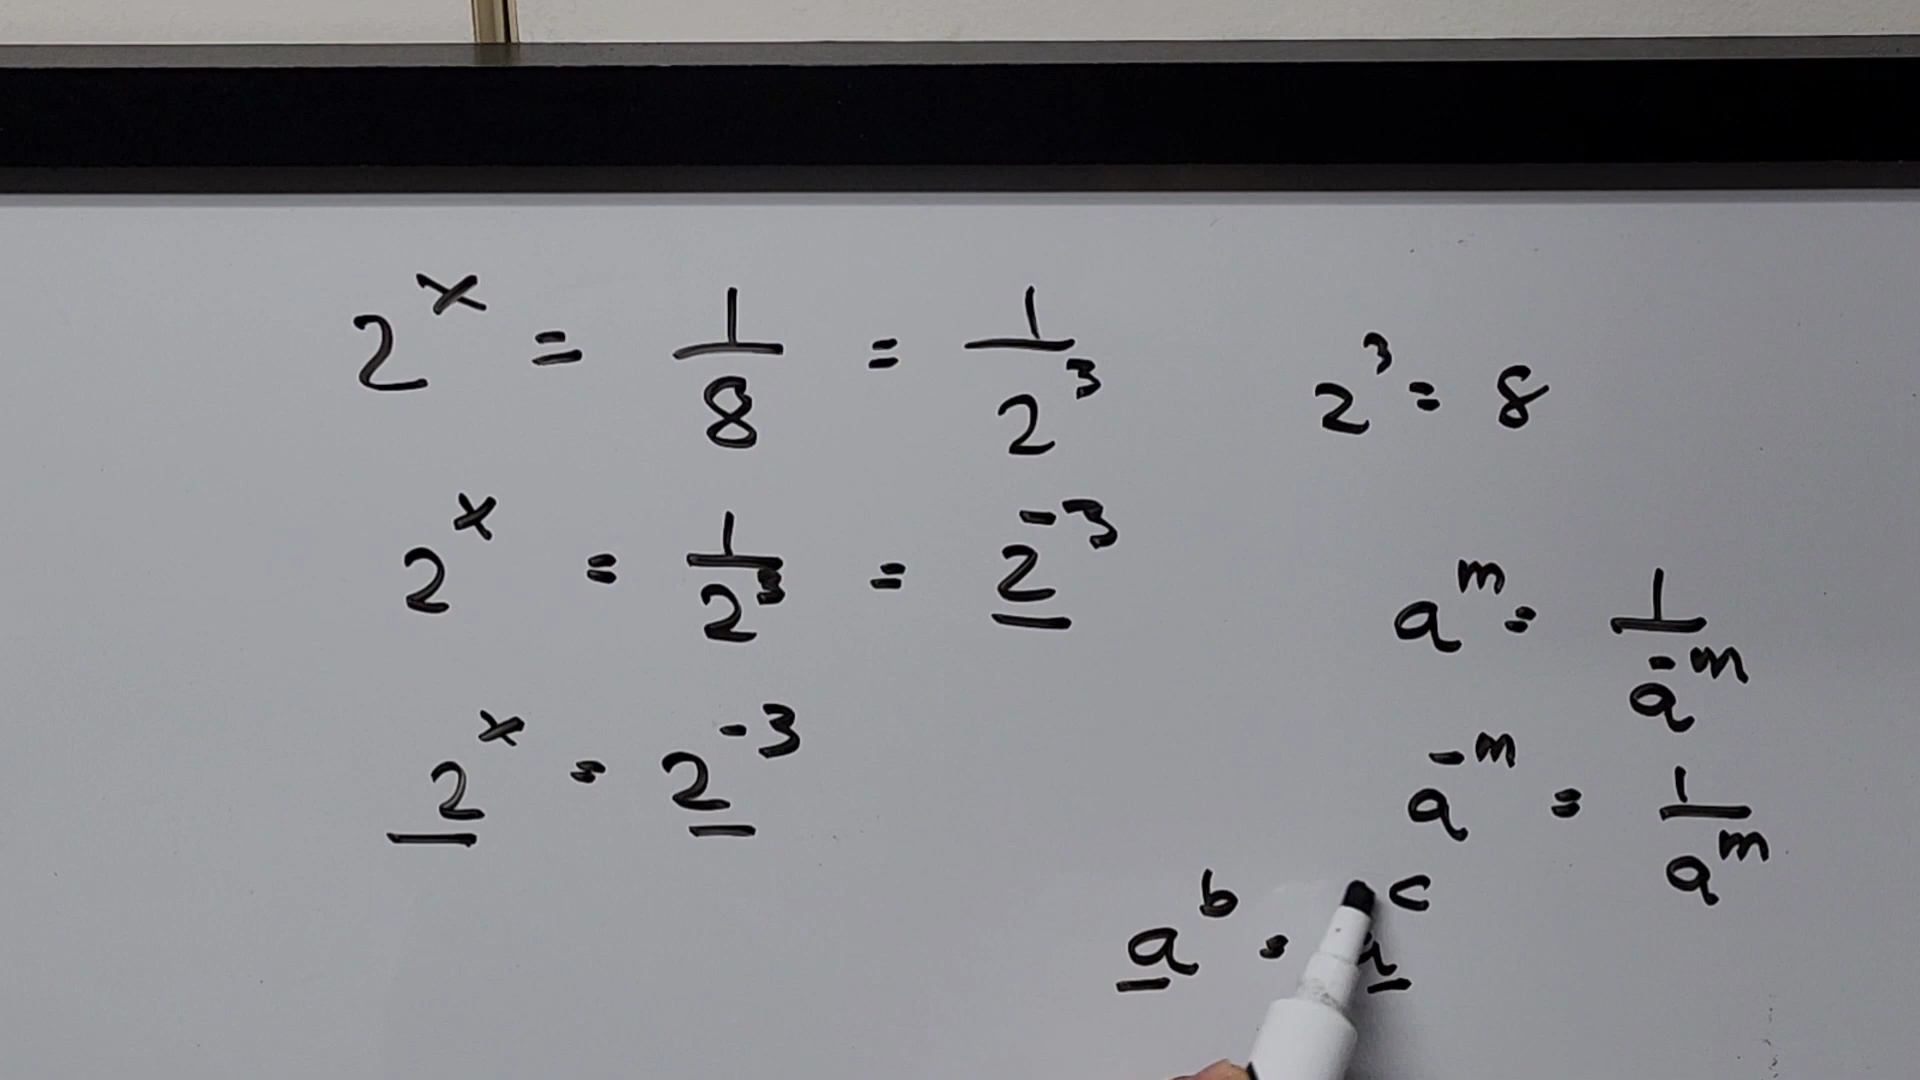 2^x = 1/8 = 1/2^3
2^3 = 8
2^x = 1/2^3 = 2^-3
a^m = 1/a^-m
2^x = 2^-3
a^-m = 1/a^m
a^b = a^c